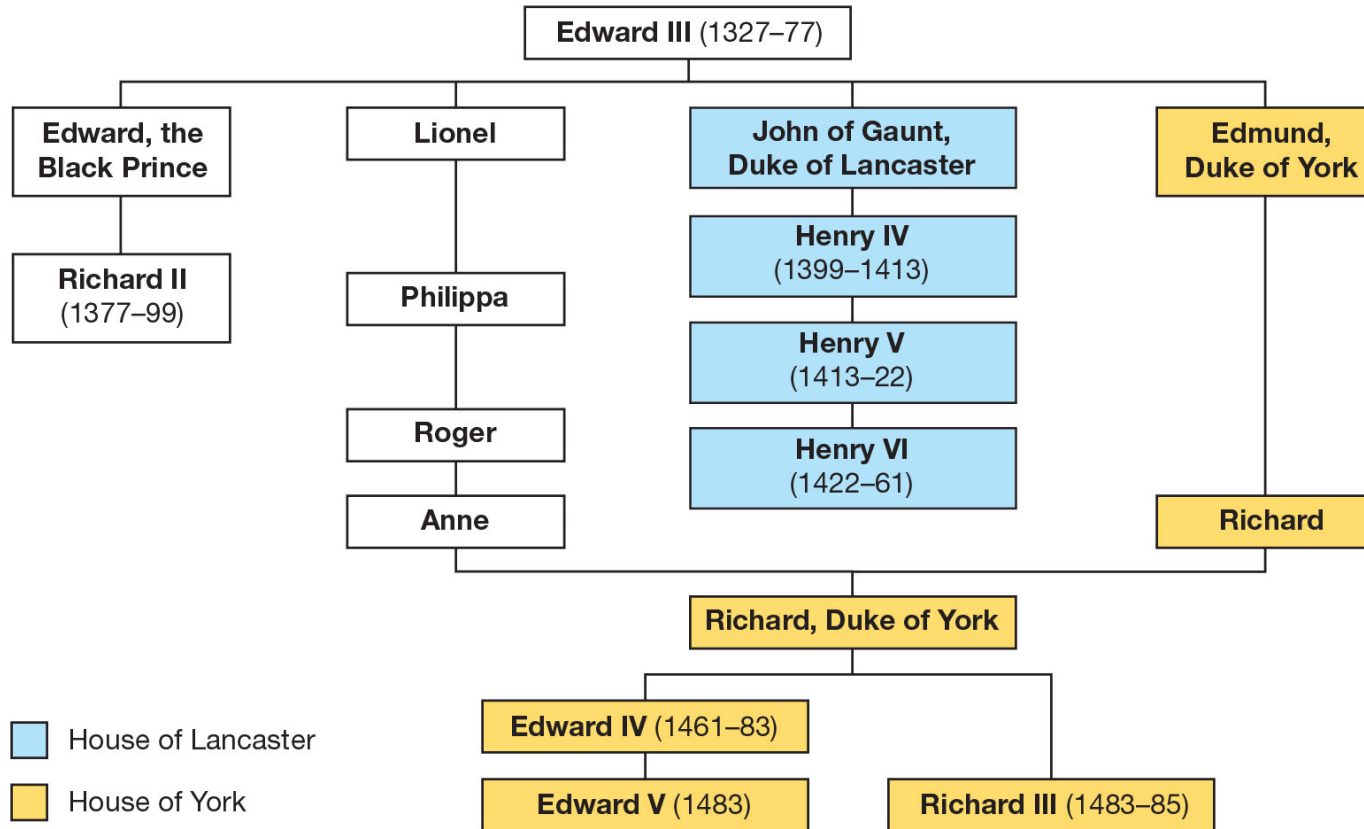 Edward III (1327–77)
Edward, the
Black Prince
Lionel
John of Gaunt,
Duke of Lancaster
Edmund,
Duke of York
Richard II
(1377–99)
Philippa
Henry IV
(1399–1413)
Henry V
(1413–22)
Roger
Henry VI
(1422–61)
Anne
Richard
Richard, Duke of York
Edward IV (1461–83)
Edward V (1483)
Richard III (1483–85)
House of Lancaster
House of York